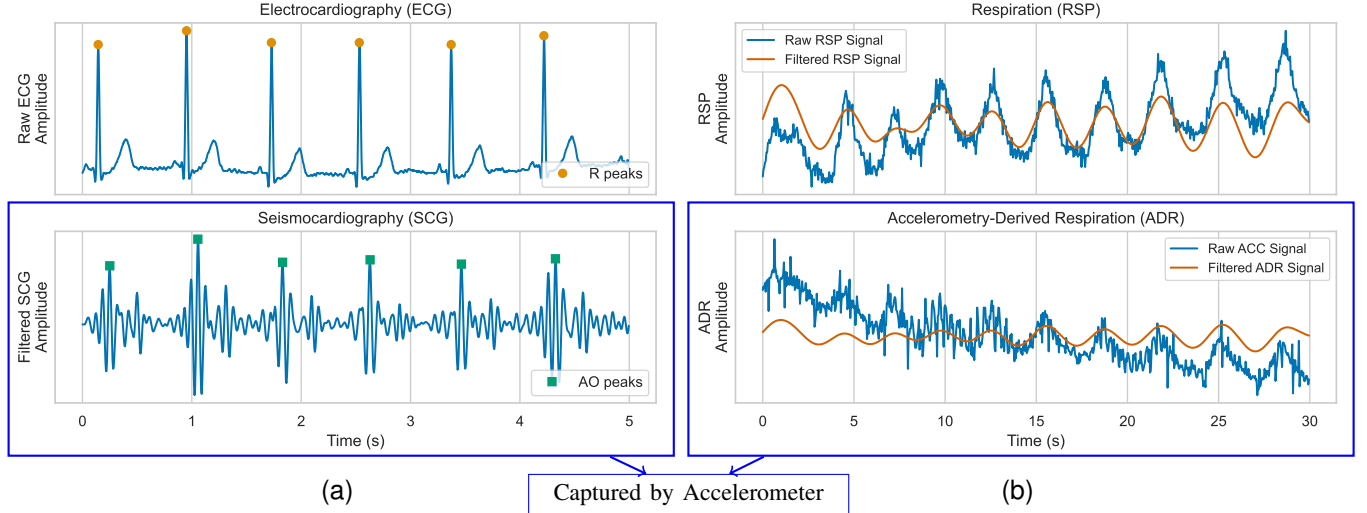 Electrocardiography (ECG)
Raw ECG
Amplitude
R peaks
Seismocardiography (SCG)
Filtered SCG
Amplitude
AO peaks
0 1 2 3 4 5
Time (s)
(a)
Respiration (RSP)
RSP
Amplitude
Raw RSP Signal
Filtered RSP Signal
Accelerometry-Derived Respiration (ADR)
ADR
Amplitude
Raw ACC Signal
Filtered ADR Signal
0 5 10 15 20 25 30
Time (s)
(b)
Captured by Accelerometer